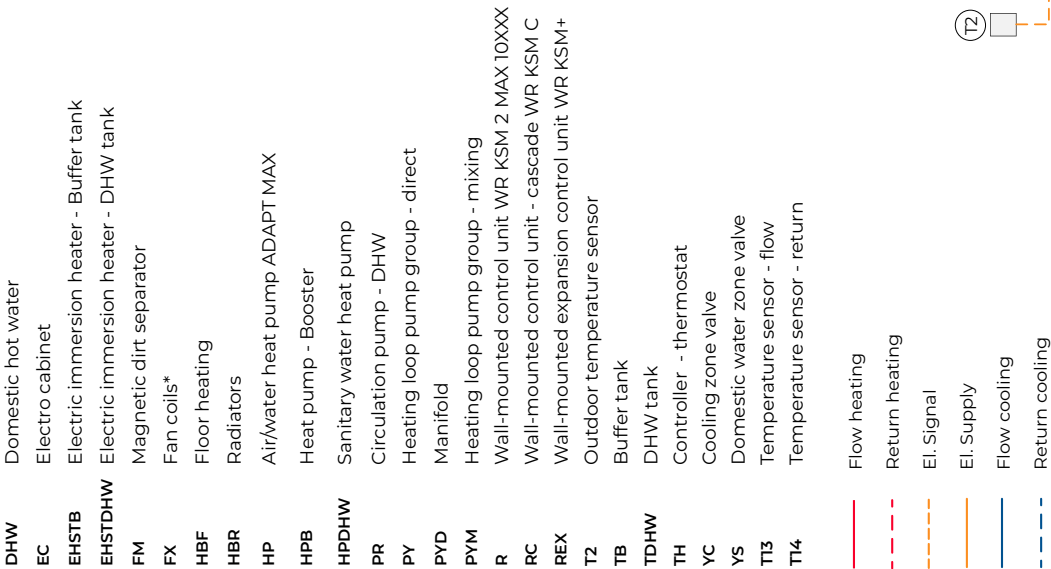 DHW Domestic hot water
EC Electro cabinet
EHSTB Electric immersion heater - Buffer tank
EHSTDHW Electric immersion heater - DHW tank
FM Magnetic dirt separator
FX Fan coils*
HBF Floor heating
HBR Radiators
HP Air/water heat pump ADAPT MAX
HPB Heat pump - Booster
HPDHW Sanitary water heat pump
PR Circulation pump - DHW
PY Heating loop pump group - direct
PYD Manifold
PYM Heating loop pump group - mixing
R Wall-mounted control unit WR KSM 2 MAX 10XXX
RC Wall-mounted control unit - cascade WR KSM C
REX Wall-mounted expansion control unit WR KSM+
T2 Outdoor temperature sensor
TB Buffer tank
TDHW DHW tank
TH Controller - thermostat
YC Cooling zone valve
YS Domestic water zone valve
T13 Temperature sensor - flow
T14 Temperature sensor - return
Flow heating
Return heating
El. Signal
El. Supply
Flow cooling
Return cooling
T2